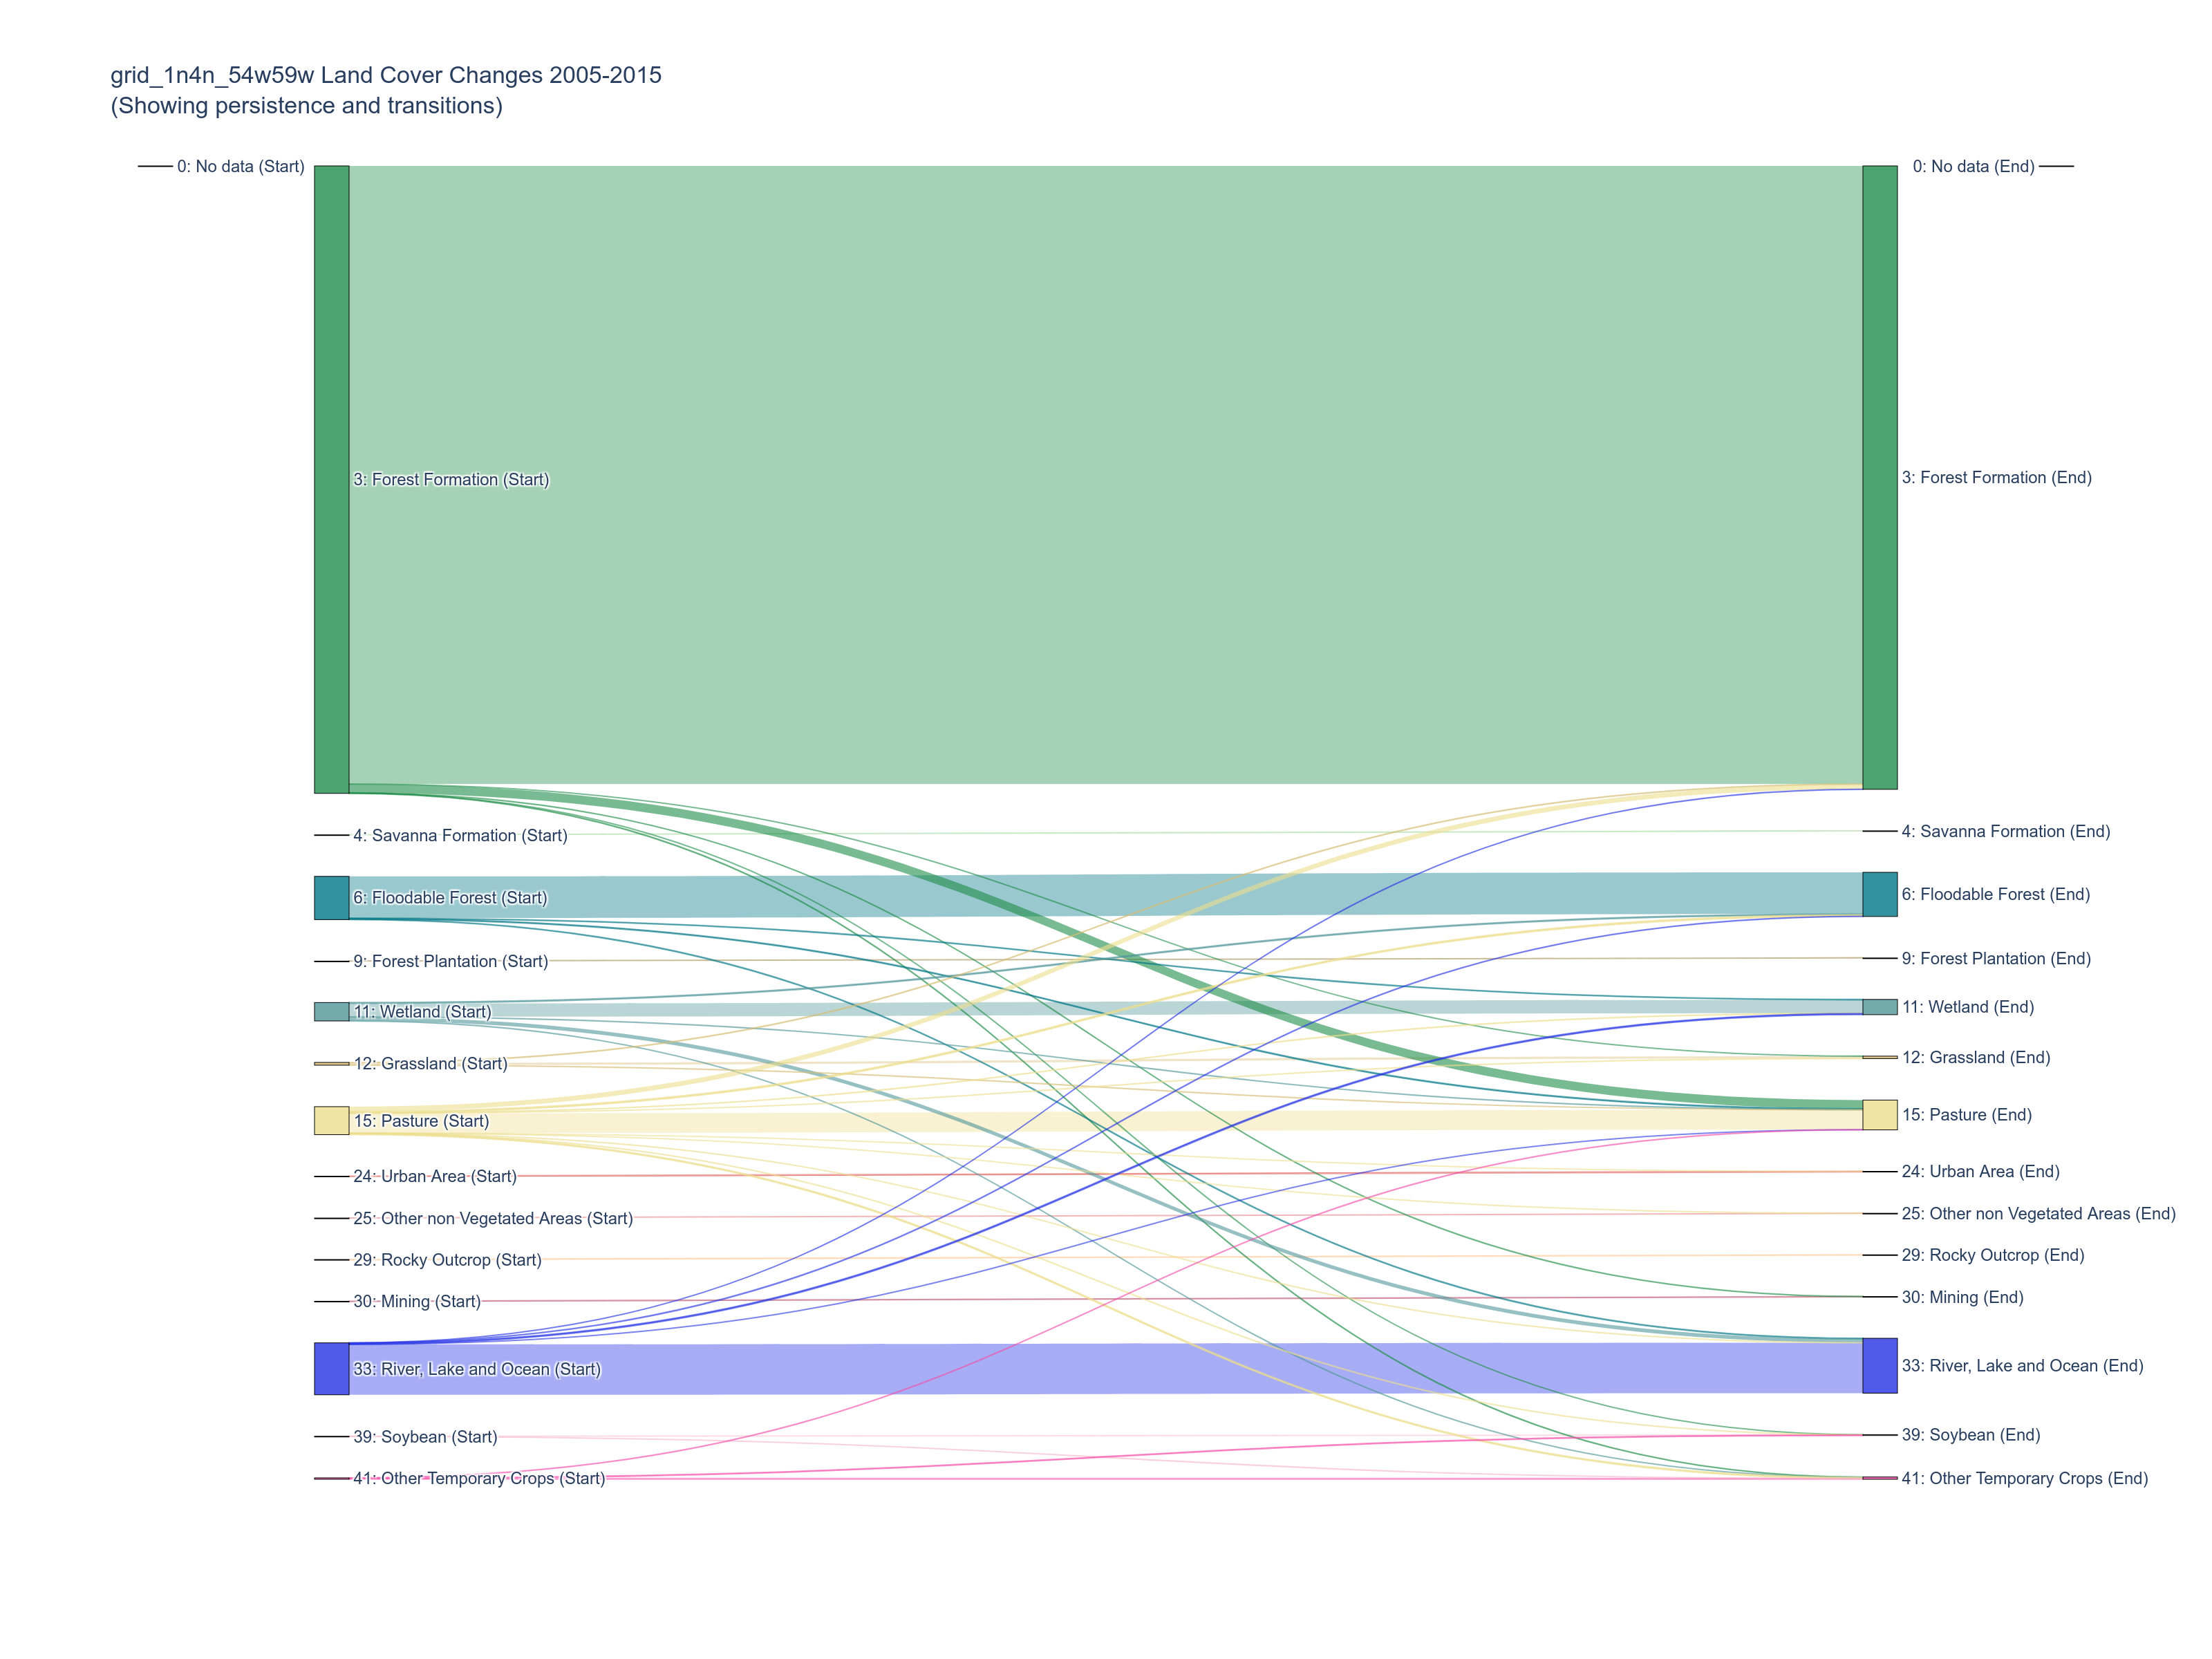 grid_1n4n_54w59w Land Cover Changes 2005-2015
(Showing persistence and transitions)
0: No data (Start)
0: No data (End)
3: Forest Formation (Start)
3: Forest Formation (End)
4: Savanna Formation (Start)
4: Savanna Formation (End)
6: Floodable Forest (Start)
6: Floodable Forest (End)
9: Forest Plantation (Start)
9: Forest Plantation (End)
11: Wetland (Start)
11: Wetland (End)
12: Grassland (Start)
12: Grassland (End)
15: Pasture (Start)
15: Pasture (End)
24: Urban Area (Start)
24: Urban Area (End)
25: Other non Vegetated Areas (Start)
25: Other non Vegetated Areas (End)
29: Rocky Outcrop (Start)
29: Rocky Outcrop (End)
30: Mining (Start)
30: Mining (End)
33: River, Lake and Ocean (Start)
33: River, Lake and Ocean (End)
39: Soybean (Start)
39: Soybean (End)
41: Other Temporary Crops (Start)
41: Other Temporary Crops (End)